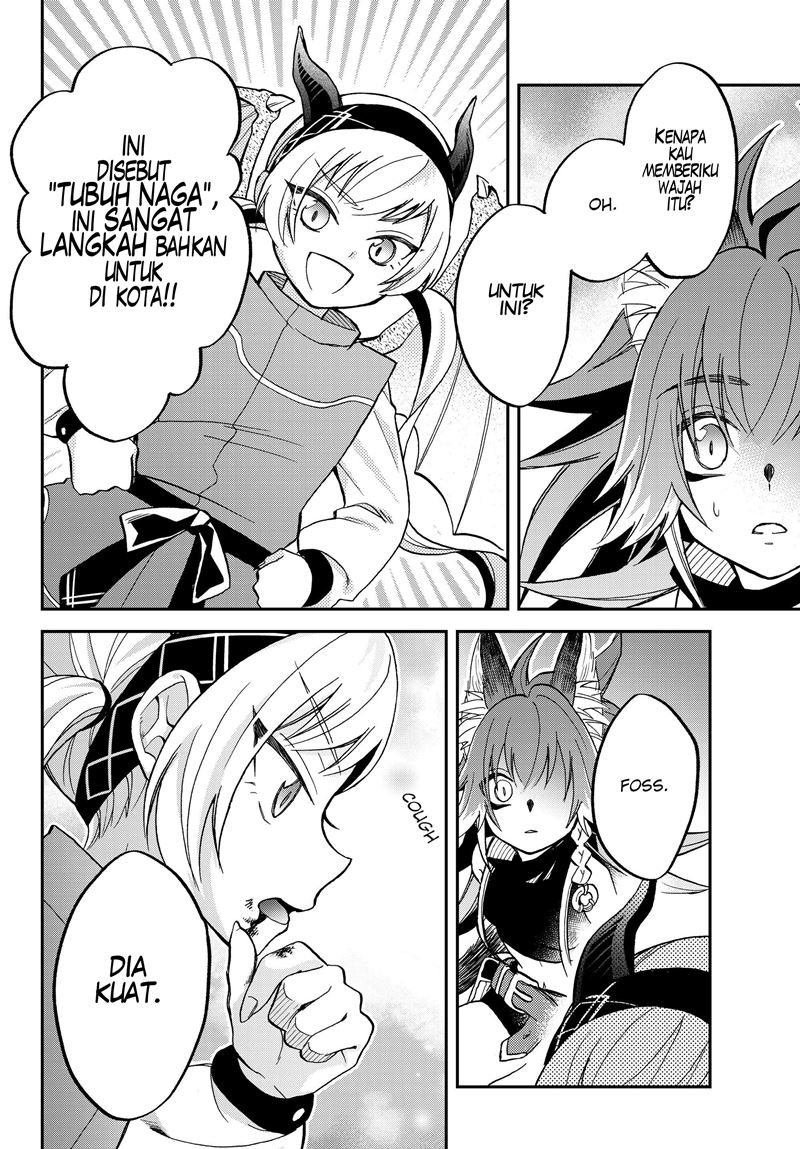 KENAPA
KAU
MEMBERIKU
WAJAH
ITU?
OH.
UNTUK
INI?
INI
DISEBUT
"TUBUH NAGA",
INI SANGAT
LANGKAH BAHKAN
UNTUK
DI KOTA!!
FOSS.
COUGH
DIA
KUAT.